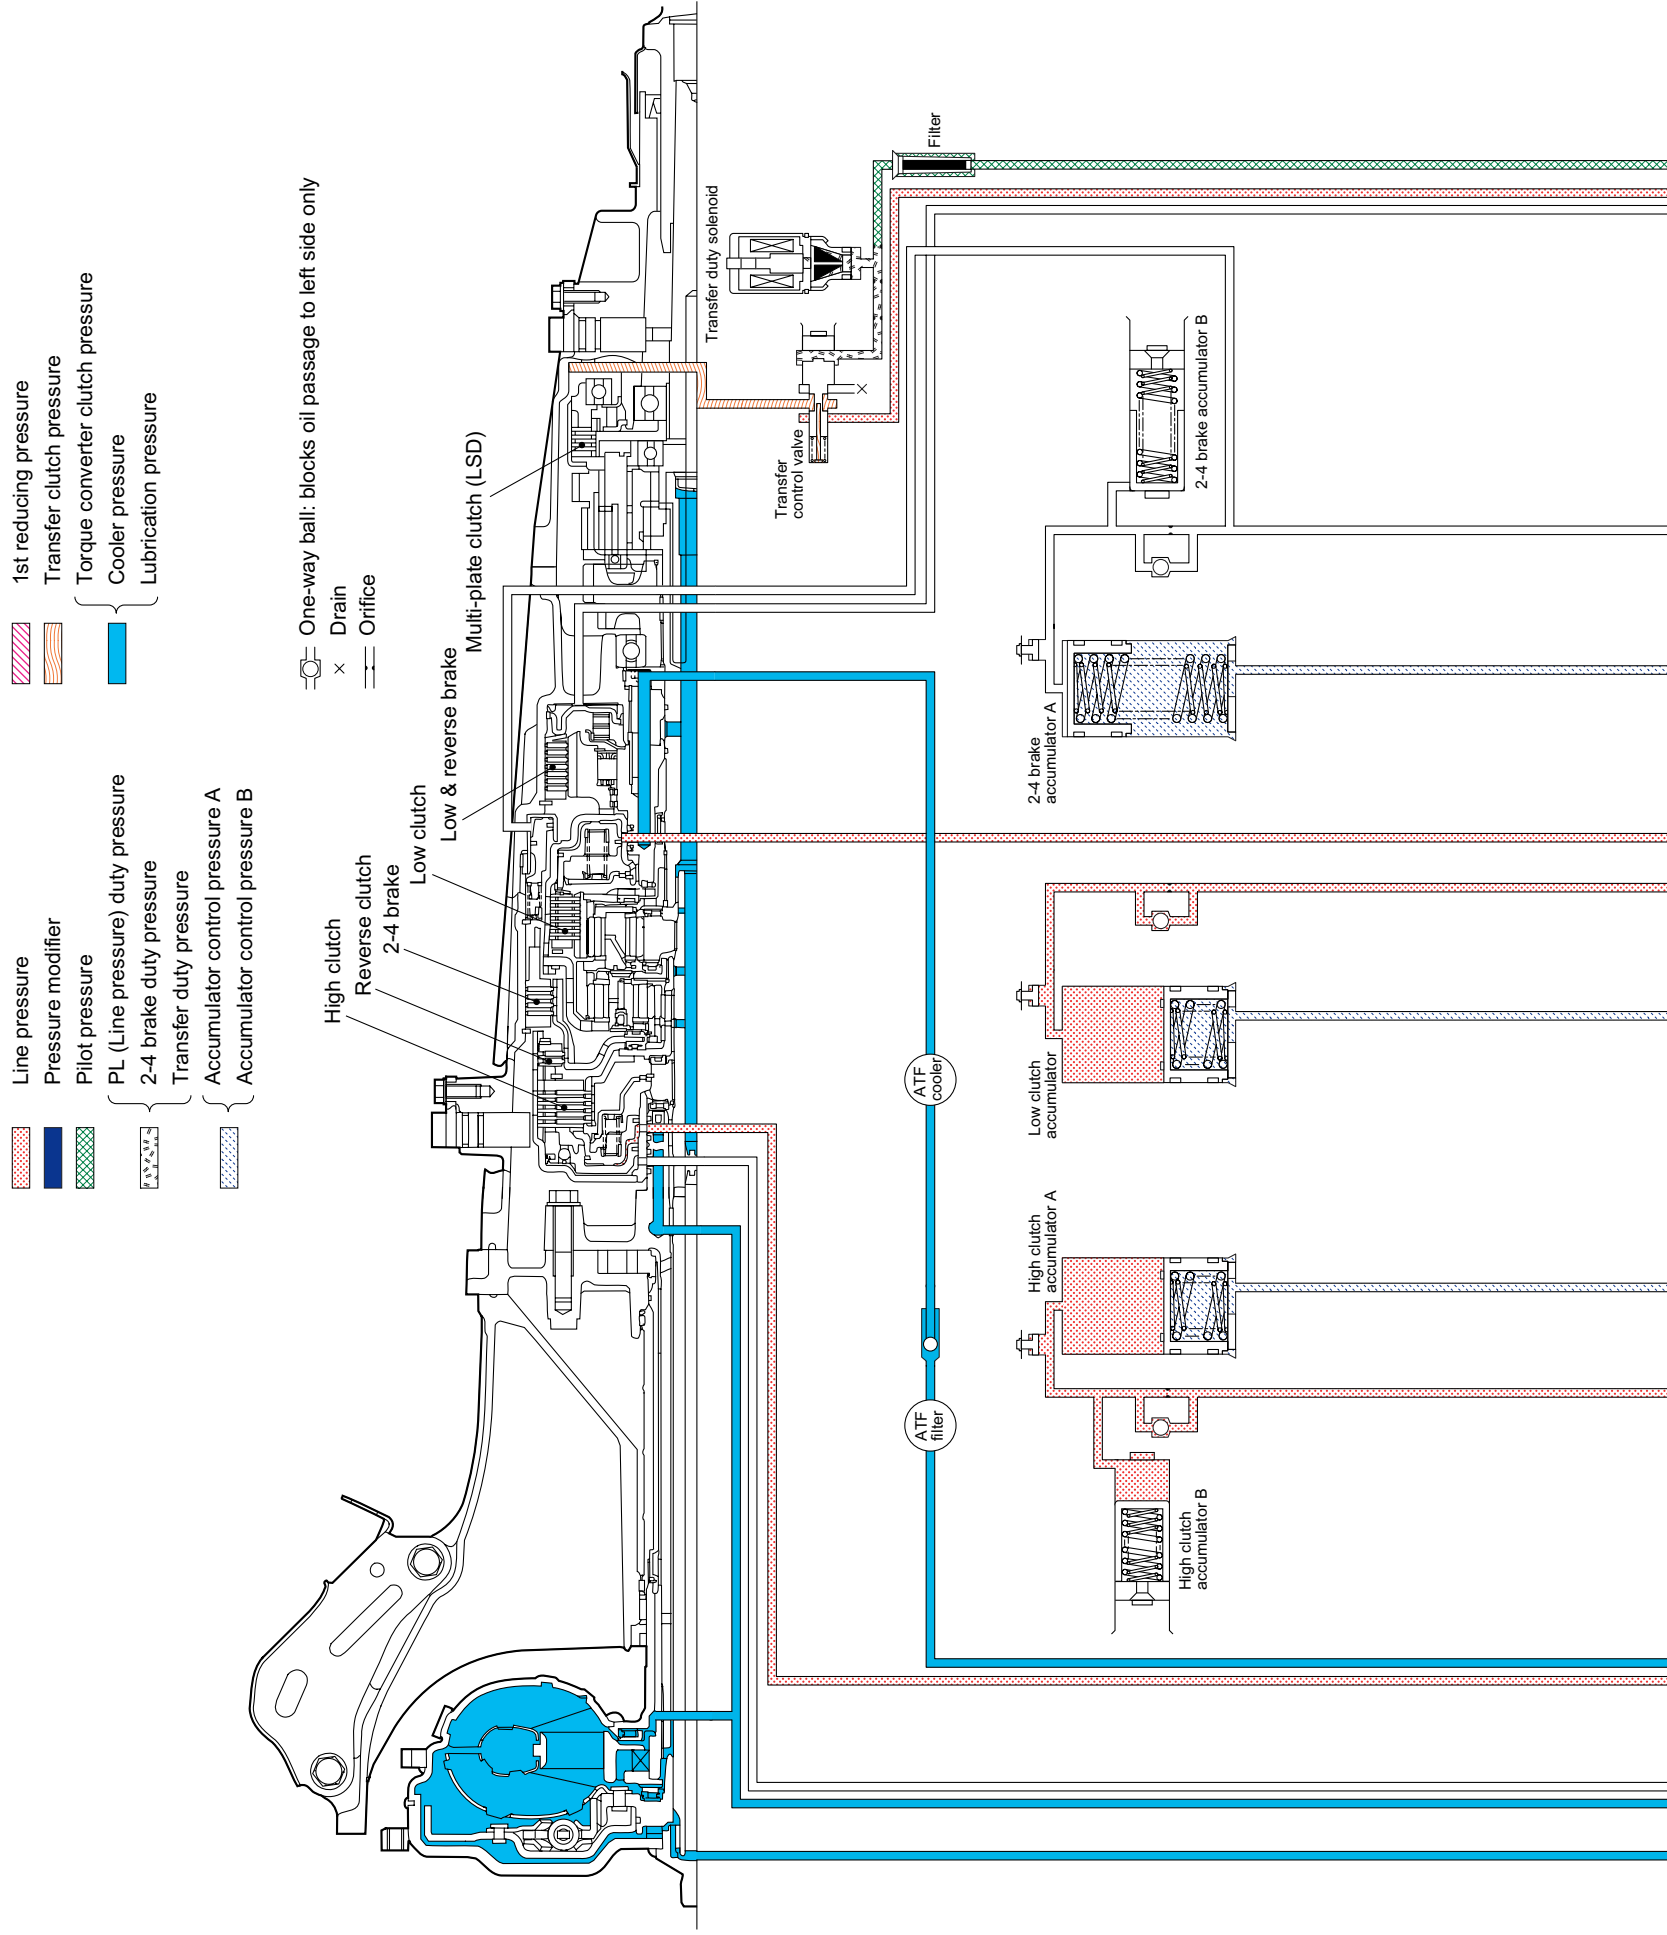 Line pressure
Pressure modifier
Pilot pressure
PL (Line pressure) duty pressure
2-4 brake duty pressure
Transfer duty pressure
Accumulator control pressure A
Accumulator control pressure B
1st reducing pressure
Transfer clutch pressure
Torque converter clutch pressure
Cooler pressure
Lubrication pressure
One-way ball: blocks oil passage to left side only
Drain
Orifice
High clutch
Reverse clutch
2-4 brake
Low clutch
Low & reverse brake
Multi-plate clutch (LSD)
Transfer duty solenoid
Filter
Transfer
control valve
ATF
filter
ATF
cooler
High clutch
accumulator B
High clutch
accumulator A
Low clutch
accumulator
2-4 brake
accumulator A
2-4 brake accumulator B